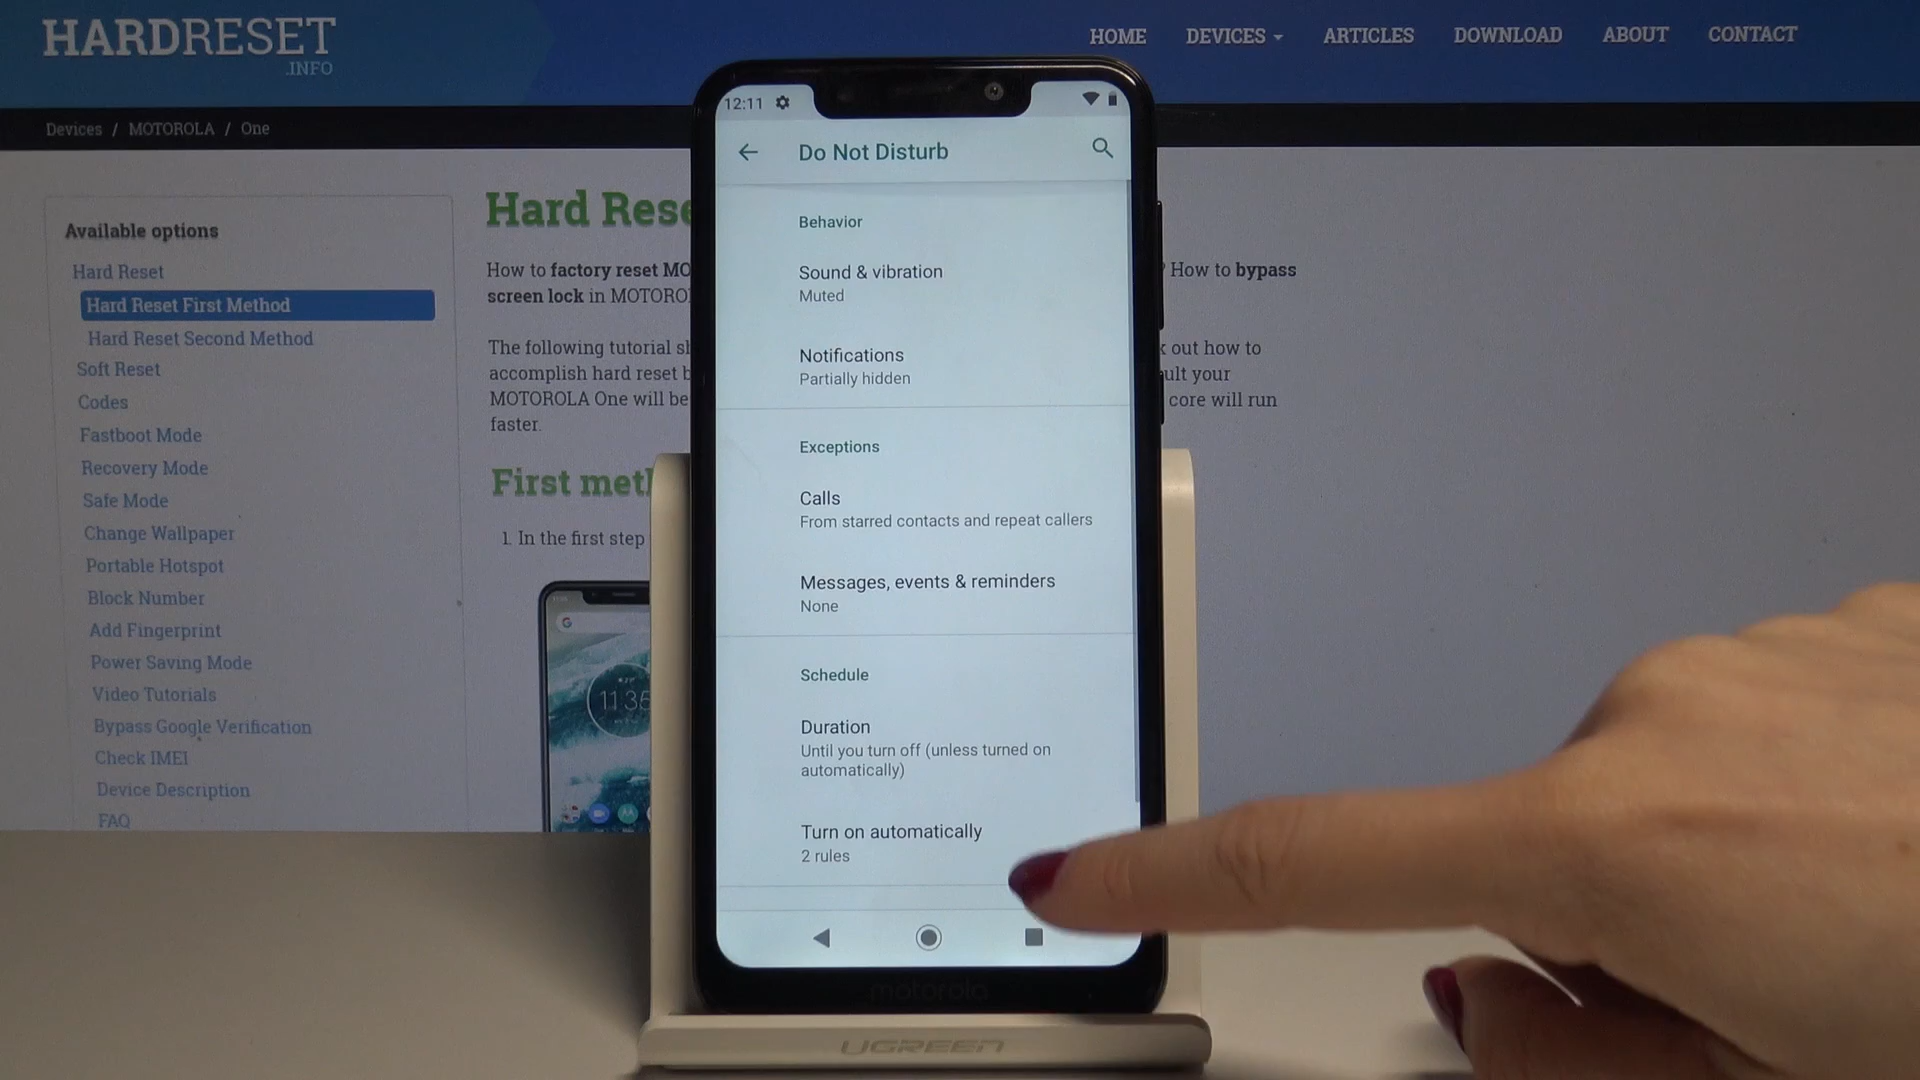 HARDRESET
.INFO
HOME DEVICES ARTICLES DOWNLOAD ABOUT CONTACT
Devices / MOTOROLA / One
Available options
Hard Reset
Hard Reset First Method
Hard Reset Second Method
Soft Reset
Codes
Fastboot Mode
Recovery Mode
Safe Mode
Change Wallpaper
Portable Hotspot
Block Number
Add Fingerprint
Power Saving Mode
Video Tutorials
Bypass Google Verification
Check IMEI
Device Description
FAQ
Hard
How to factory reset
How to bypass
screen lock in
The following tutorial
out how to
accomplish hard reset
your
MOTOROLA One will be
core will run
faster.
First
1. In the first step
11:35
12:11
Do Not Disturb
Behavior
Sound & vibration
Muted
Notifications
Partially hidden
Exceptions
Calls
From starred contacts and repeat callers
Messages, events & reminders
None
Schedule
Duration
Until you turn off (unless turned on
automatically)
Turn on automatically
2 rules
motorola
UGREEN